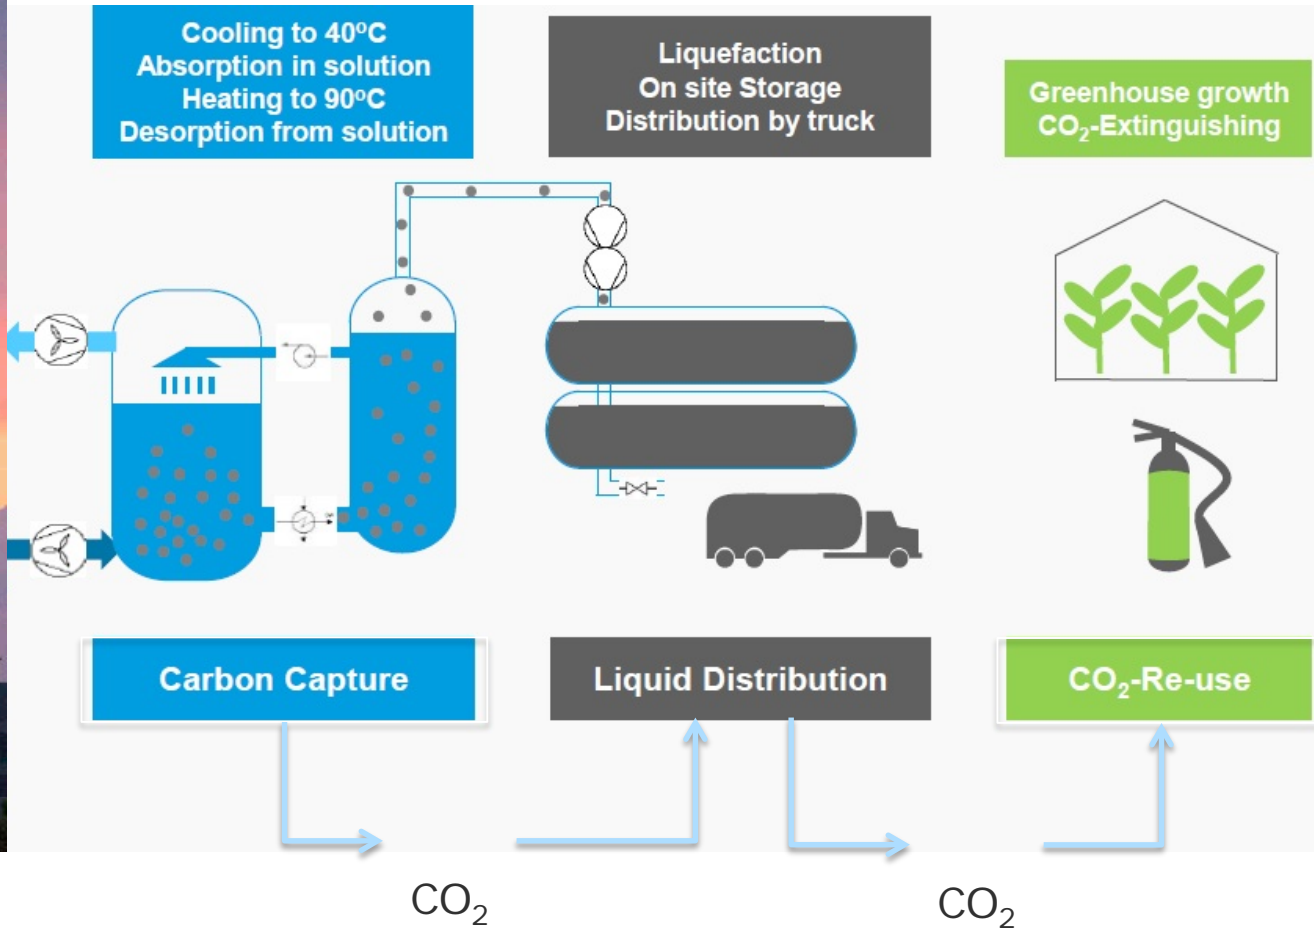 Cooling to 40ºC
Absorption in solution
Heating to 90ºC
Desorption from solution
Liquefaction
On site Storage
Distribution by truck
Greenhouse growth
CO₂-Extinguishing
Carbon Capture
Liquid Distribution
CO₂-Re-use
CO₂
CO₂